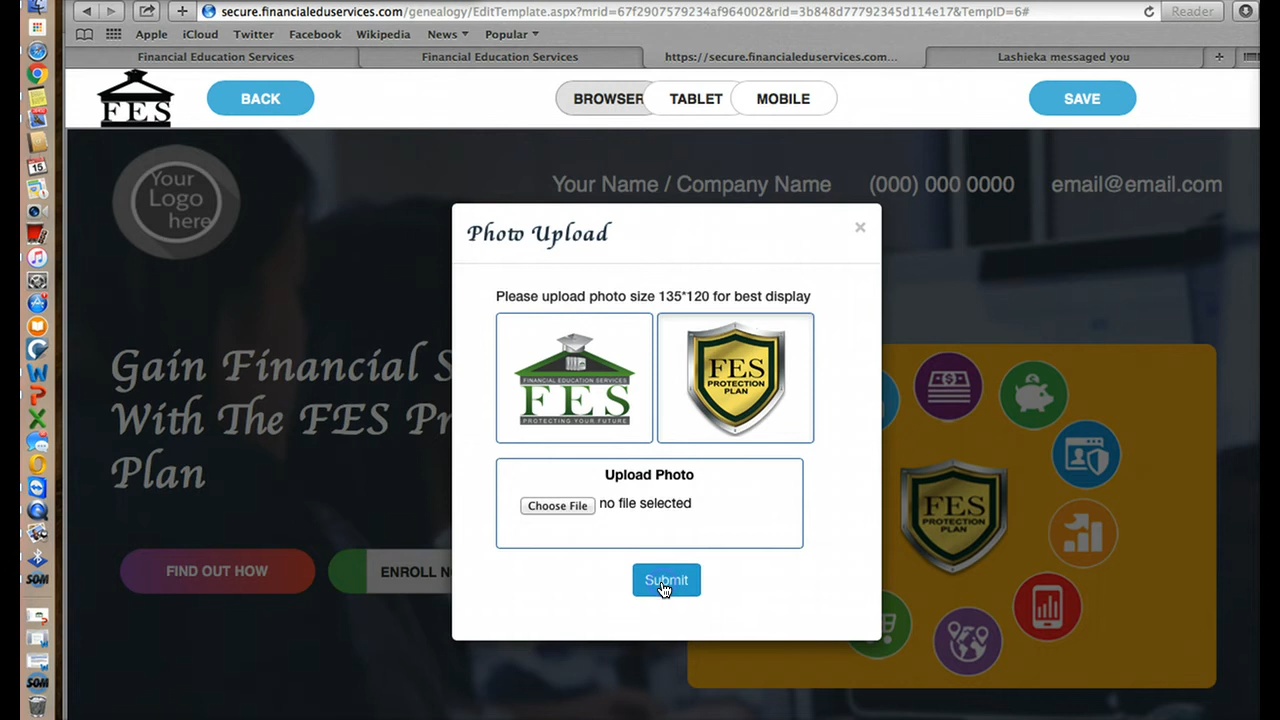 secure.financialeduservices.com/genealogy/EditTemplate.aspx?mrid=67f2907579234af964002&rid=3b848d77792345d114e17&TempID=6#
Reader
Apple iCloud Twitter Facebook Wikipedia News Popular
Financial Education Services
Financial Education Services
https://secure.financialeduservices.com...
Lashieka messaged you
FES
BACK
BROWSER
TABLET
MOBILE
SAVE
Your Logo here
Your Name / Company Name
(000) 000 0000
email@email.com
Photo Upload
×
Please upload photo size 135*120 for best display
FINANCIAL EDUCATION SERVICES
FES
PROTECTING YOUR FUTURE
FES
PROTECTION
PLAN
Upload Photo
Choose File no file selected
Submit
Gain Financial S
With The FES Pr
Plan
FIND OUT HOW
ENROLL N
FES
PROTECTION
PLAN
15
SOM
SOM